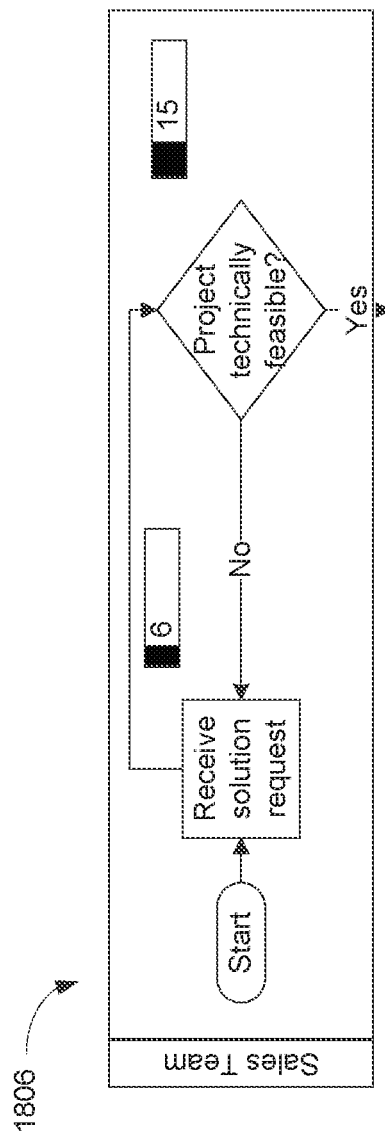 1806
Sales Team
Start
Receive
solution
request
6
No
Project
technically
feasible?
15
Yes